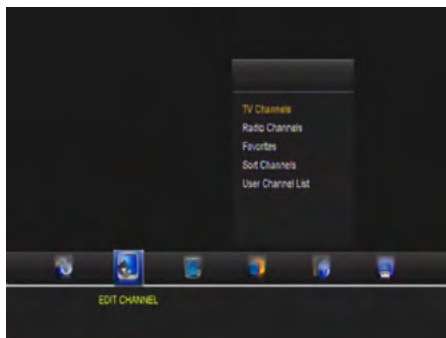 TV Channels
Radio Channels
Favorites
Sort Channels
User Channel List
EDIT CHANNEL